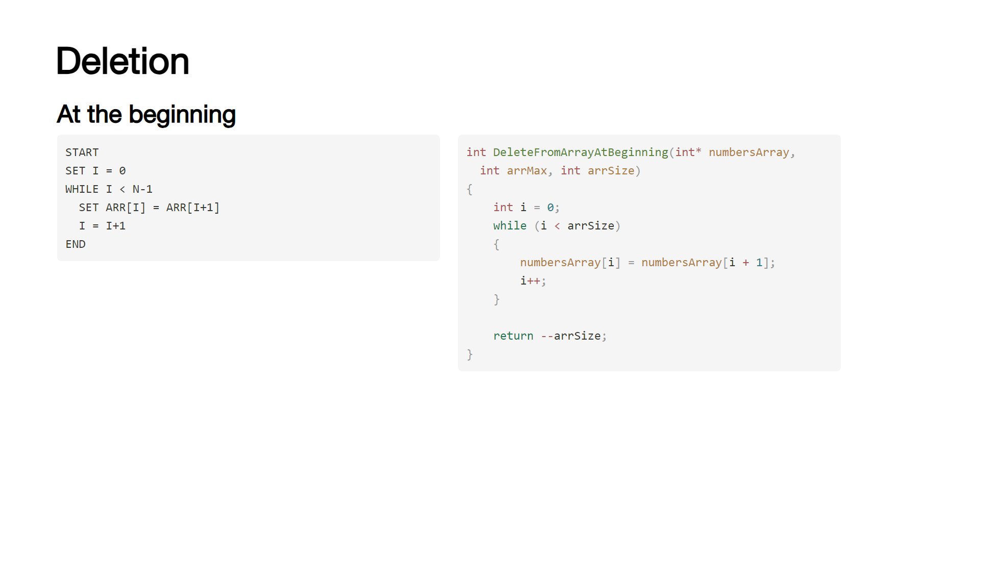 Deletion
At the beginning
START
SET I = 0
WHILE I < N-1
  SET ARR[I] = ARR[I+1]
  I = I+1
END
int DeleteFromArrayAtBeginning(int* numbersArray,
  int arrMax, int arrSize)
{
    int i = 0;
    while (i < arrSize)
    {
        numbersArray[i] = numbersArray[i + 1];
        i++;
    }

    return --arrSize;
}